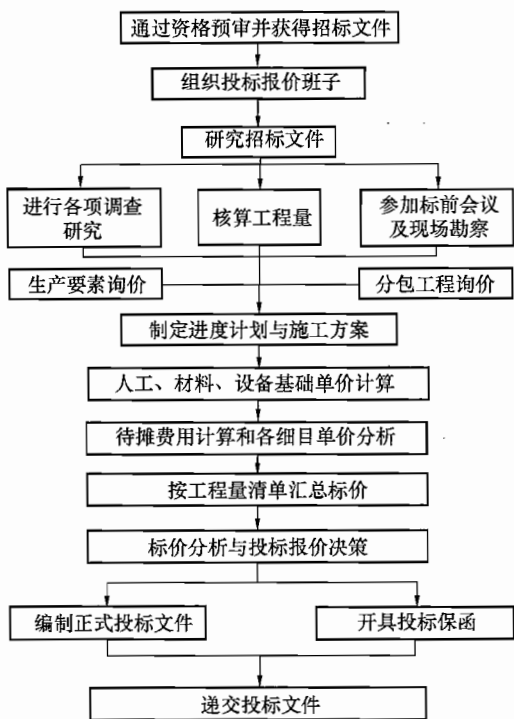 通过资格预审并获得招标文件
组织投标报价班子
研究招标文件
进行各项调查
研究
核算工程量
参加标前会议
及现场勘察
生产要素询价
分包工程询价
制定进度计划与施工方案
人工、材料、设备基础单价计算
待摊费用计算和各细目单价分析
按工程量清单汇总标价
标价分析与投标报价决策
编制正式投标文件
开具投标保函
递交投标文件